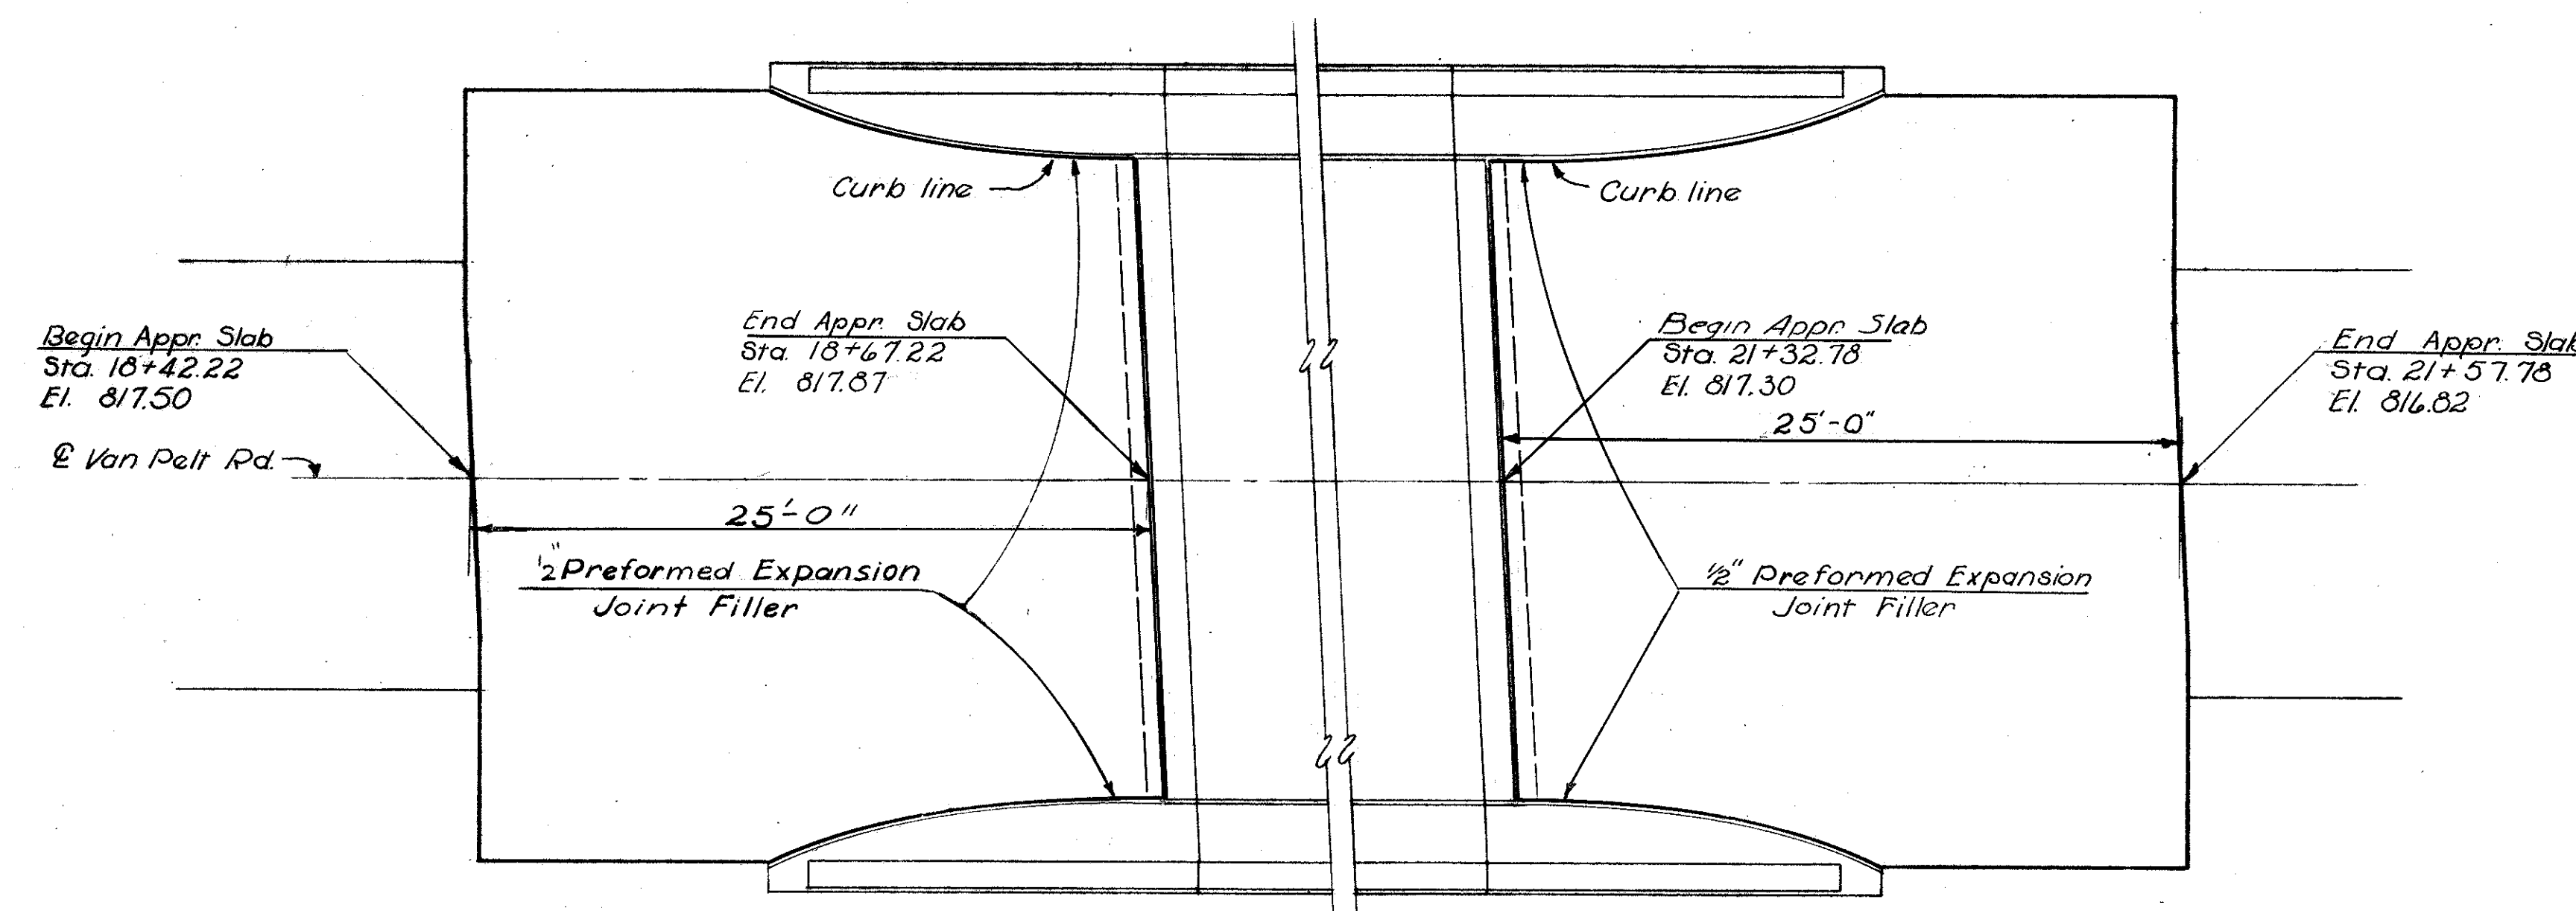 Curb line
Curb line
Begin Appr. Slab
Sta. 18+42.22
El. 817.50
End Appr. Slab
Sta. 18+67.22
El. 817.87
Begin Appr. Slab
Sta. 21+32.78
El. 817.30
End Appr. Slab
Sta. 21+57.78
El. 816.82
25'-0"
℄ Van Pelt Rd.
25'-0"
1/2" Preformed Expansion
Joint Filler
1/2" Preformed Expansion
Joint Filler